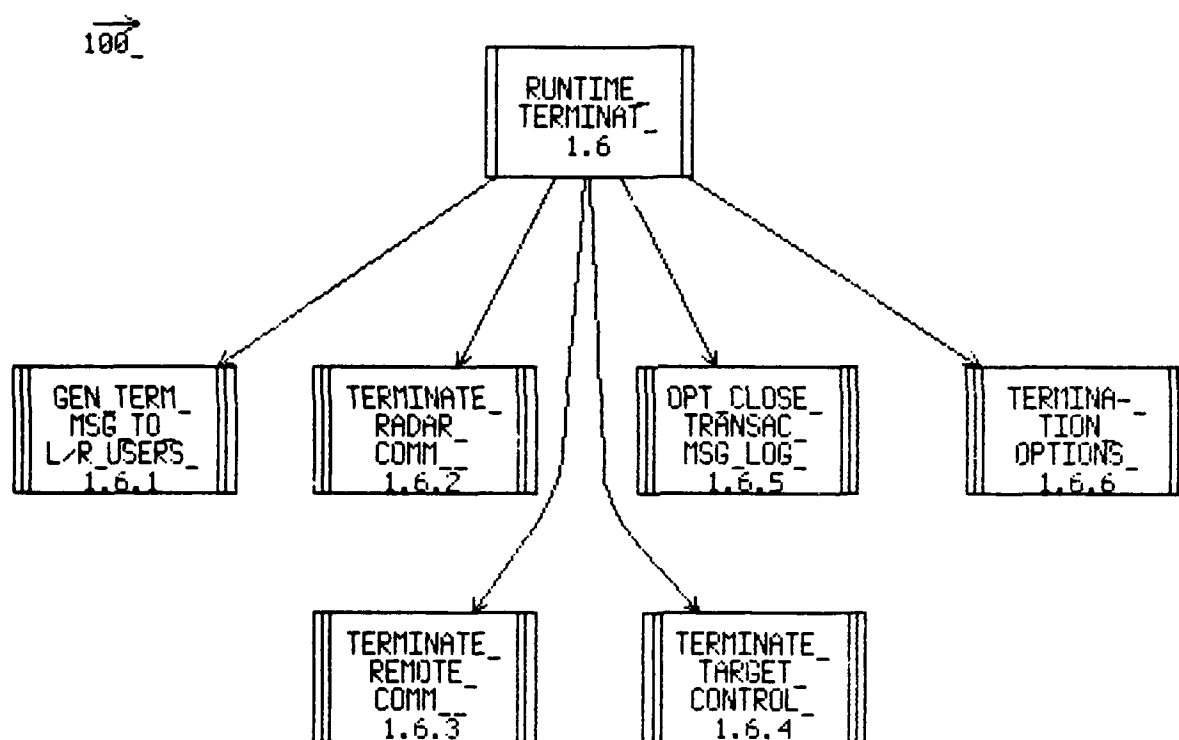 100_
RUNTIME_
TERMINAT_
1.6
GEN_TERM_
MSG_TO_
L/R_USERS_
1.6.1
TERMINATE_
RADAR_
COMM__
1.6.2
OPT_CLOSE_
TRANSAC_
MSG_LOG_
1.6.5
TERMINA-_
TION_
OPTIONS_
1.6.6
TERMINATE_
REMOTE_
COMM__
1.6.3
TERMINATE_
TARGET_
CONTROL_
1.6.4